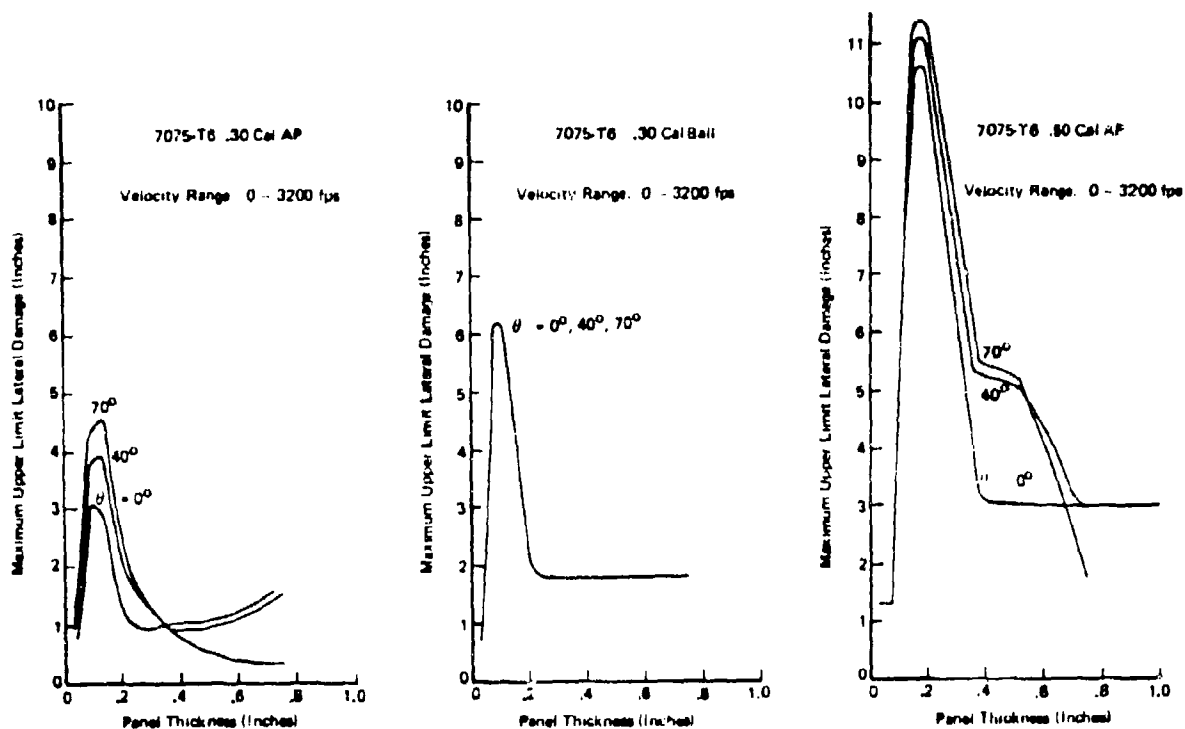 7075-T6 .30 Cal AP
Velocity Range 0 – 3200 fps
Maximum Upper Limit Lateral Damage (Inches)
10
9
8
7
6
5
4
3
2
1
0
70°
40°
θ = 0°
0 .2 .4 .6 .8 1.0
Panel Thickness (Inches)
7075-T6 .30 Cal Ball
Velocity Range. 0 – 3200 fps
Maximum Upper Limit Lateral Damage (Inches)
10
9
8
7
6
5
4
3
2
1
0
θ = 0°, 40°, 70°
0 .2 .4 .6 .8 1.0
Panel Thickness (Inches)
7075-T6 .50 Cal AP
Velocity Range. 0 – 3200 fps
Maximum Upper Limit Lateral Damage (Inches)
11
10
9
8
7
6
5
4
3
2
1
0
70°
40°
0°
0 .2 .4 .6 .8 1.0
Panel Thickness (Inches)